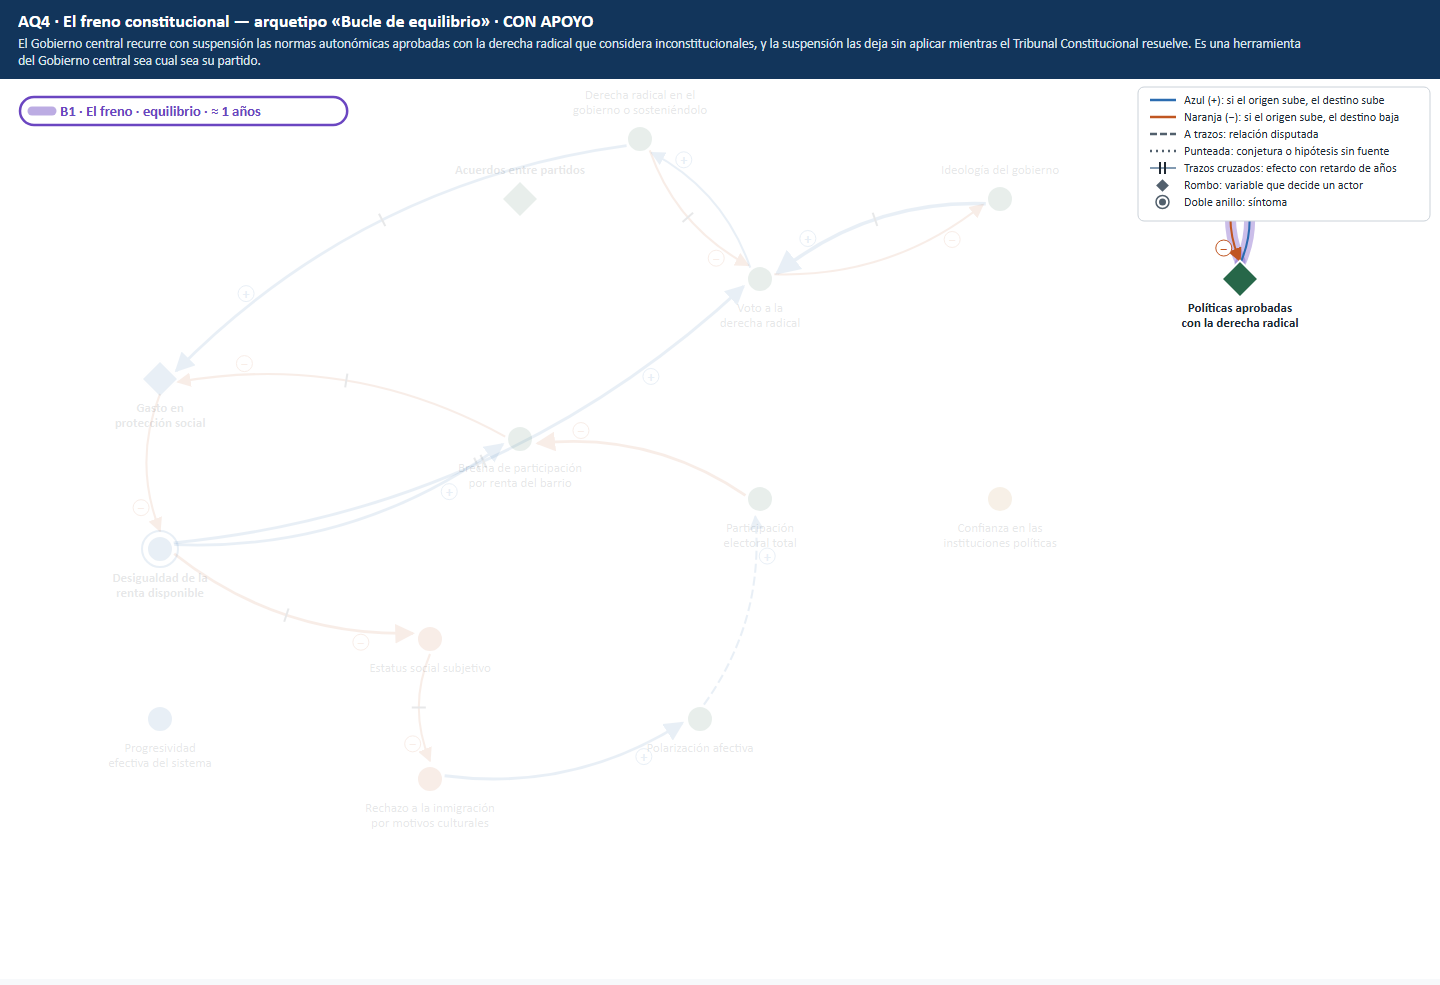 AQ4 · El freno constitucional — arquetipo «Bucle de equilibrio» · CON APOYO
El Gobierno central recurre con suspensión las normas autonómicas aprobadas con la derecha radical que considera inconstitucionales, y la suspensión las deja sin aplicar mientras el Tribunal Constitucional resuelve. Es una herramienta
del Gobierno central sea cual sea su partido.
B1 · El freno · equilibrio · ≈ 1 años
Azul (+): si el origen sube, el destino sube
Naranja (−): si el origen sube, el destino baja
A trazos: relación disputada
Punteada: conjetura o hipótesis sin fuente
Trazos cruzados: efecto con retardo de años
Rombo: variable que decide un actor
Doble anillo: síntoma
Derecha radical en el
gobierno o sosteniéndolo
Acuerdos entre partidos
Ideología del gobierno
Voto a la
derecha radical
Políticas aprobadas
con la derecha radical
Gasto en
protección social
Brecha de participación
por renta del barrio
Participación
electoral total
Confianza en las
instituciones políticas
Desigualdad de la
renta disponible
Estatus social subjetivo
Progresividad
efectiva del sistema
Polarización afectiva
Rechazo a la inmigración
por motivos culturales